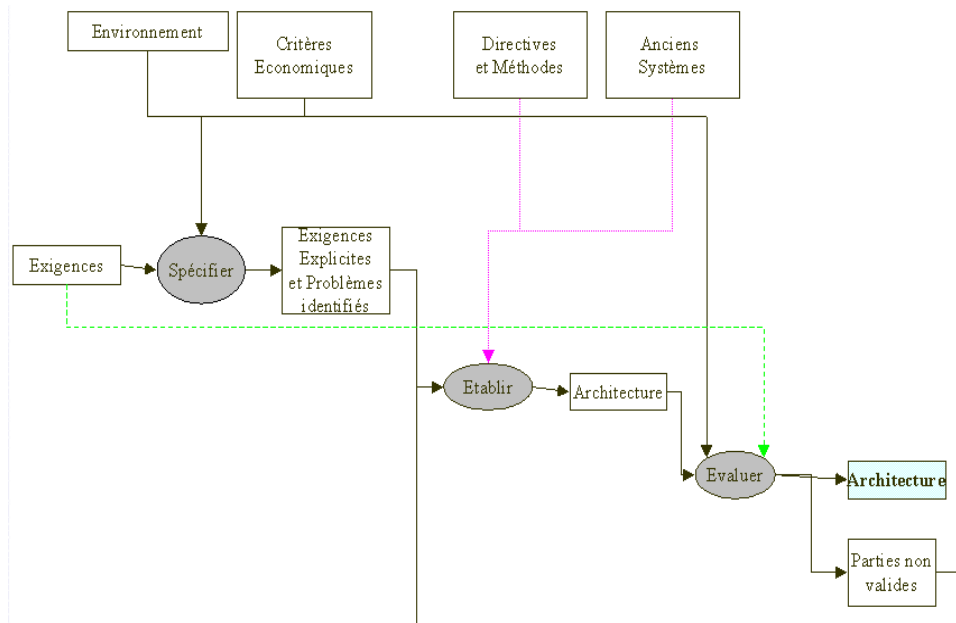 Environnement
Critères
Economiques
Directives
et Méthodes
Anciens
Systèmes
Exigences
Spécifier
Exigences
Explicites
et Problèmes
identifiés
Etablir
Architecture
Evaluer
Architecture
Parties non
valides